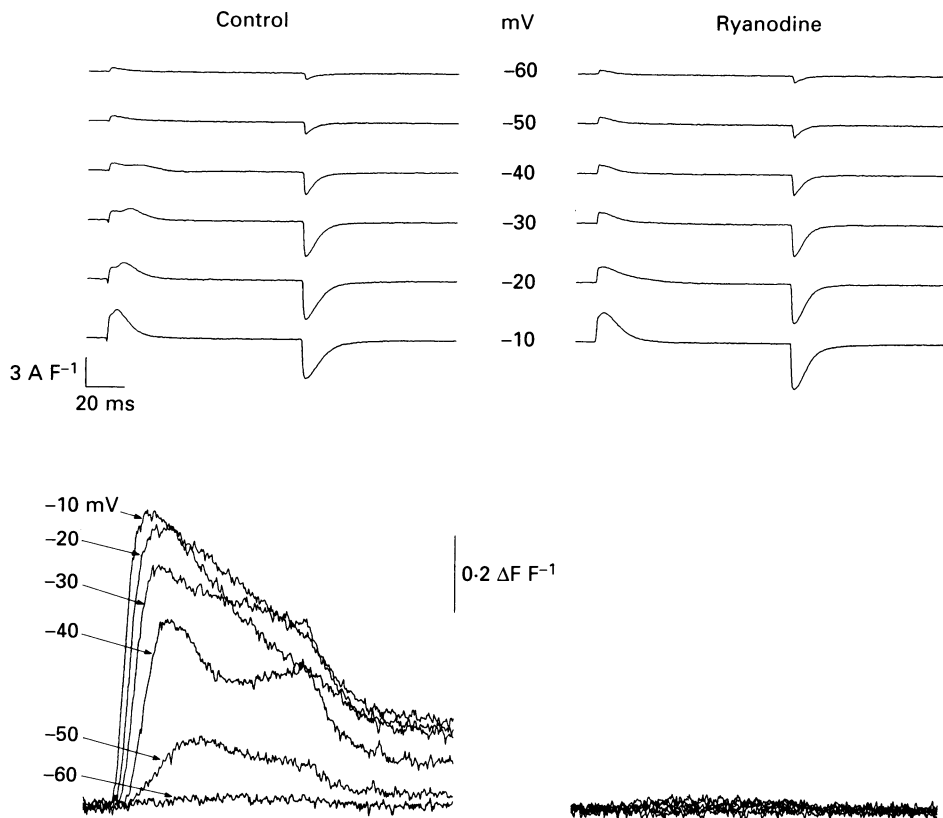 Control mV Ryanodine
−60
−50
−40
−30
−20
−10
3 A F⁻¹
20 ms
−10 mV
−20
−30
−40
−50
−60
0·2 ΔF F⁻¹